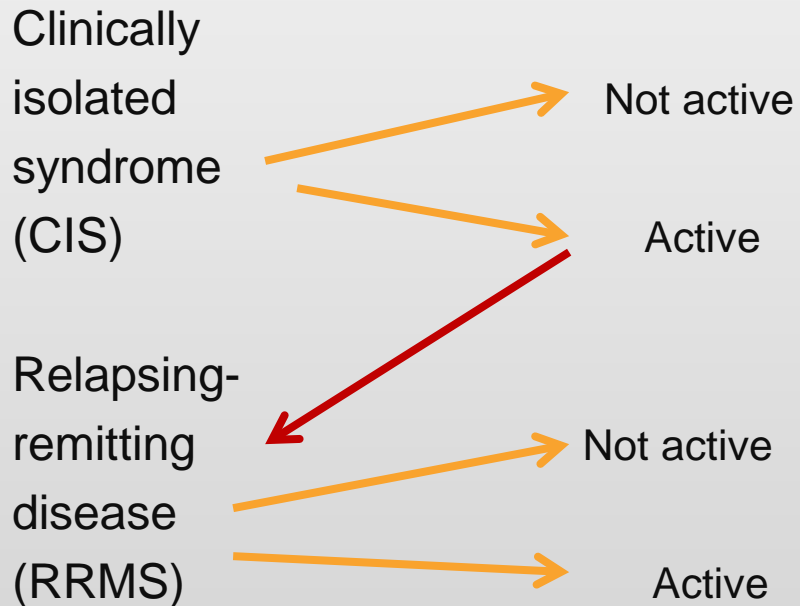 Clinically
isolated
syndrome
(CIS)
Not active
Active
Relapsing-
remitting
disease
(RRMS)
Not active
Active